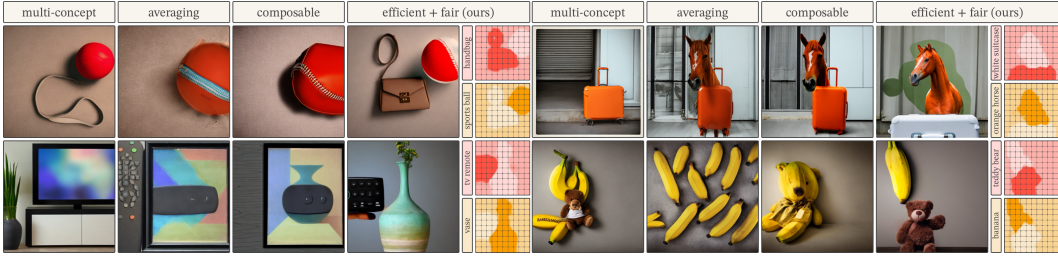 multi-concept averaging composable efficient + fair (ours) multi-concept averaging composable efficient + fair (ours)
handbag
sports ball
white suitcase
orange horse
tv remote
vase
teddy bear
banana